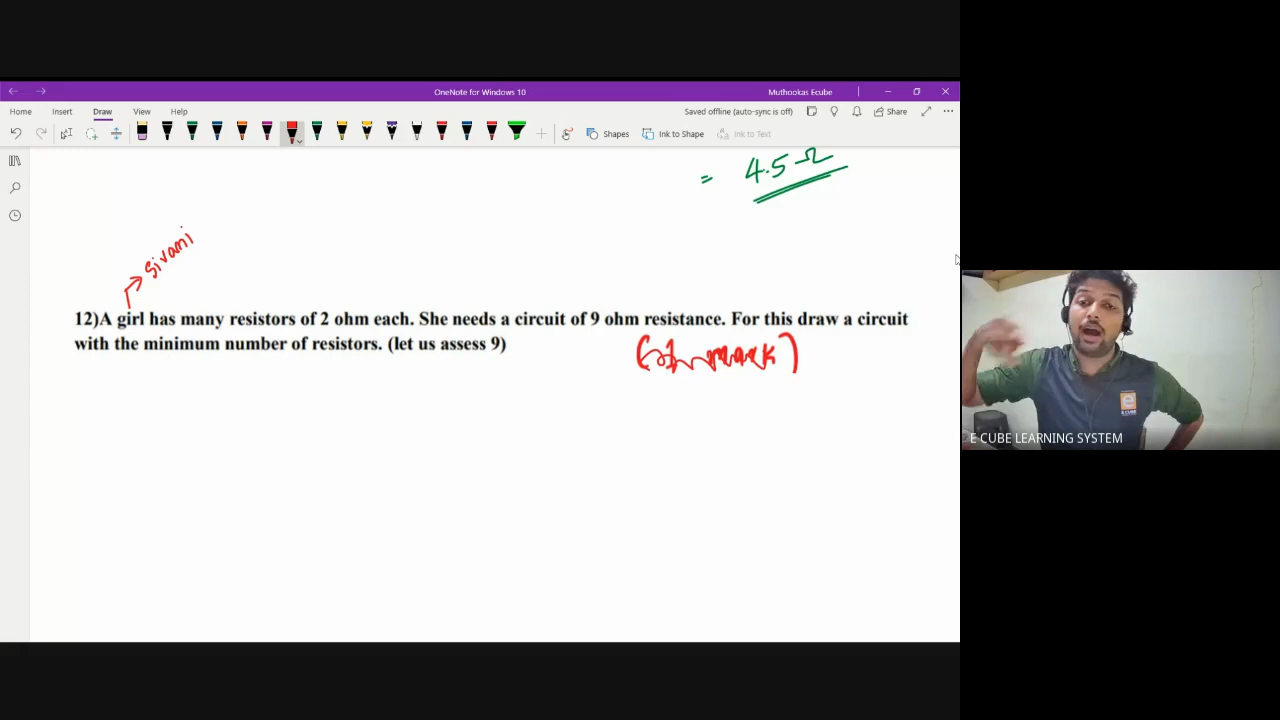 OneNote for Windows 10
Muthookas Ecube
Home Insert Draw View Help
Saved offline (auto-sync is off)
Share
Shapes
Ink to Shape
Ink to Text
= 4.5 Ω
Sivami
12)A girl has many resistors of 2 ohm each. She needs a circuit of 9 ohm resistance. For this draw a circuit
with the minimum number of resistors. (let us assess 9)
mark)
E CUBE
E CUBE LEARNING SYSTEM